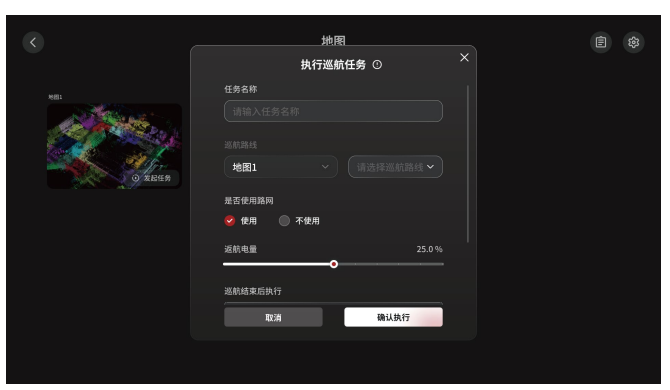 地图
执行巡航任务
地图1
任务名称
请输入任务名称
发起任务
巡航路线
地图1
请选择巡航路线
是否使用路网
使用
不使用
返航电量
25.0 %
巡航结束后执行
取消
确认执行